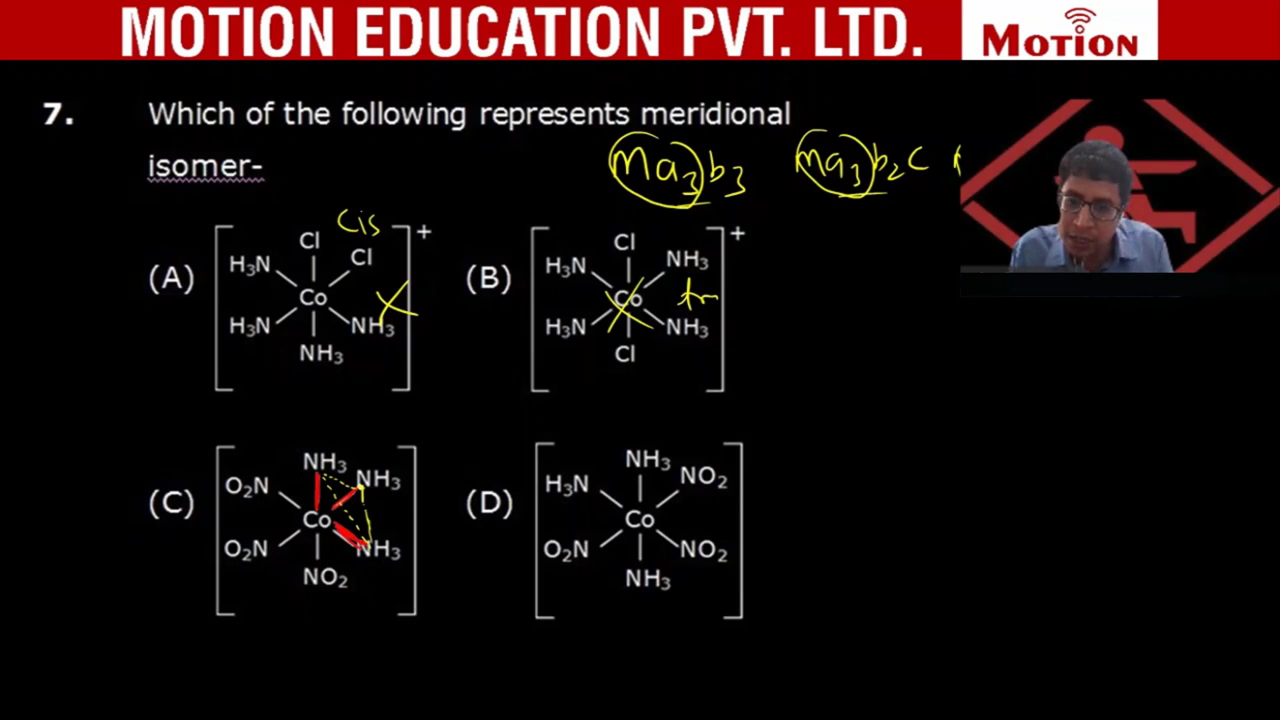 MOTION EDUCATION PVT. LTD.
MOTION
7. Which of the following represents meridional
isomer-
Ma3b3 Ma3b2c
(A) [ Cl Cis ]+
H3N Cl
Co
H3N NH3
NH3
(B) [ Cl ]+
H3N NH3
Co
H3N NH3
Cl
(C) NH3
O2N NH3
Co
O2N NH3
NO2
(D) NH3
H3N NO2
Co
O2N NO2
NH3